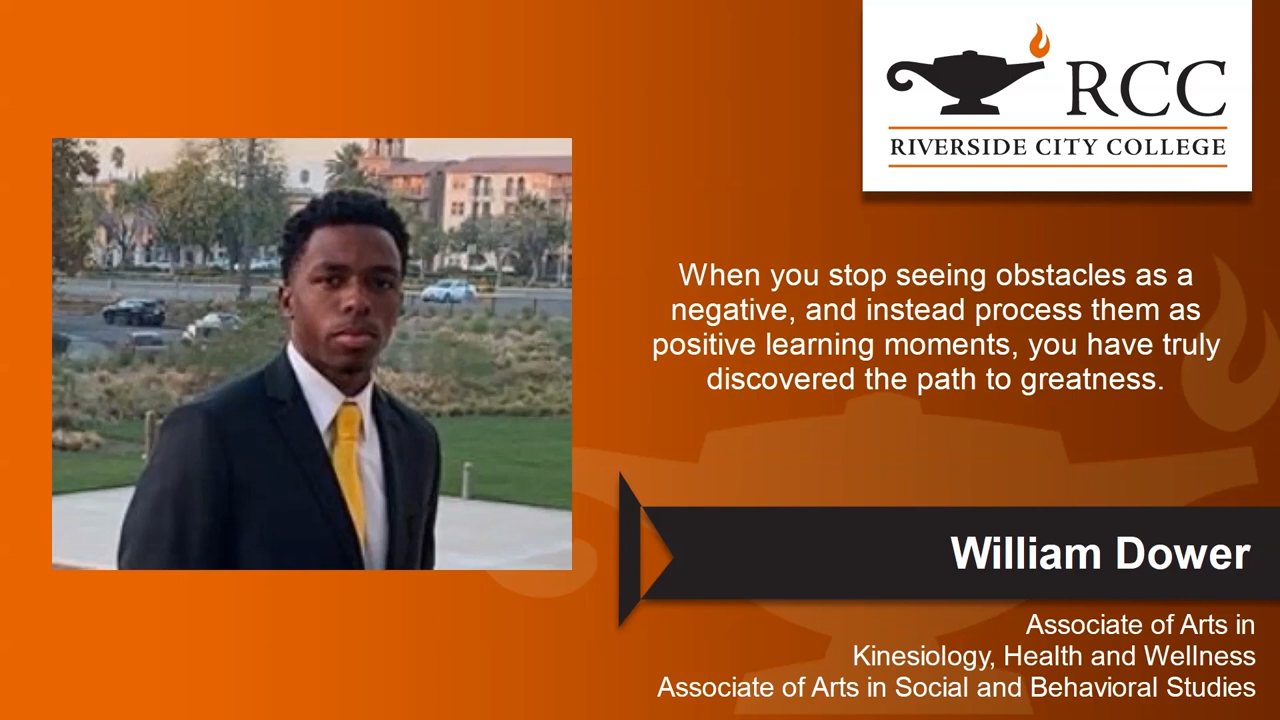 RCC
RIVERSIDE CITY COLLEGE
When you stop seeing obstacles as a
negative, and instead process them as
positive learning moments, you have truly
discovered the path to greatness.
William Dower
Associate of Arts in
Kinesiology, Health and Wellness
Associate of Arts in Social and Behavioral Studies